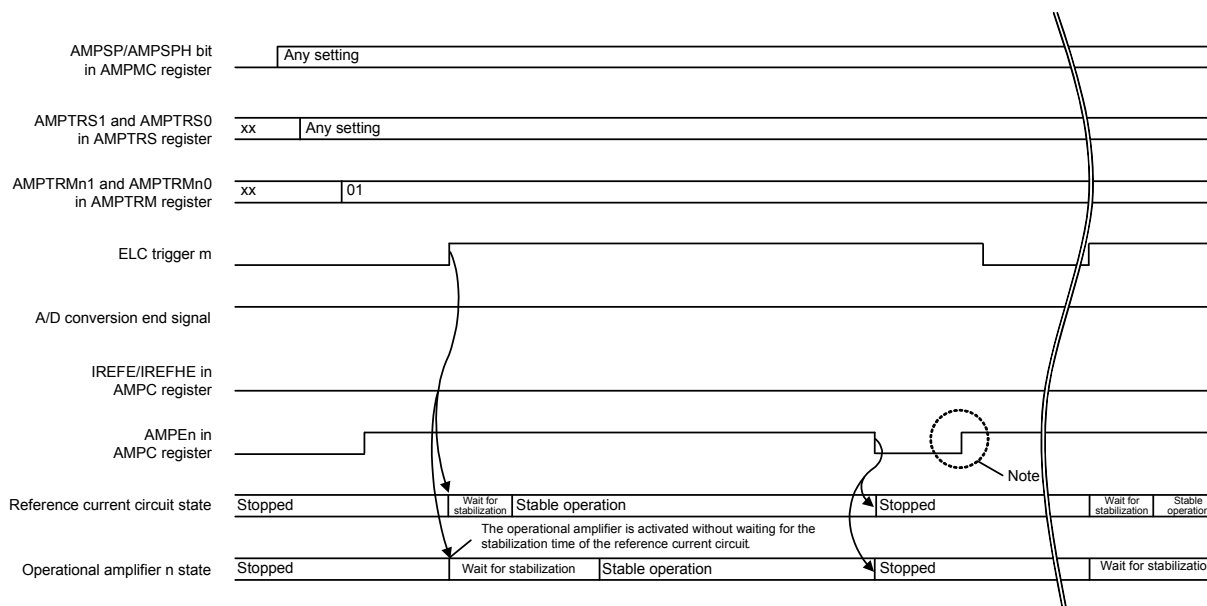 AMPSP/AMPSPH bit
in AMPMC register
Any setting
AMPTRS1 and AMPTRS0
in AMPTRS register
xx
Any setting
AMPTRMn1 and AMPTRMn0
in AMPTRM register
xx
01
ELC trigger m
A/D conversion end signal
IREFE/IREFHE in
AMPC register
AMPEn in
AMPC register
Note
Reference current circuit state
Stopped
Wait for
stabilization
Stable operation
Stopped
Wait for
stabilization
Stable
operation
The operational amplifier is activated without waiting for the
stabilization time of the reference current circuit.
Operational amplifier n state
Stopped
Wait for stabilization
Stable operation
Stopped
Wait for stabilizatio